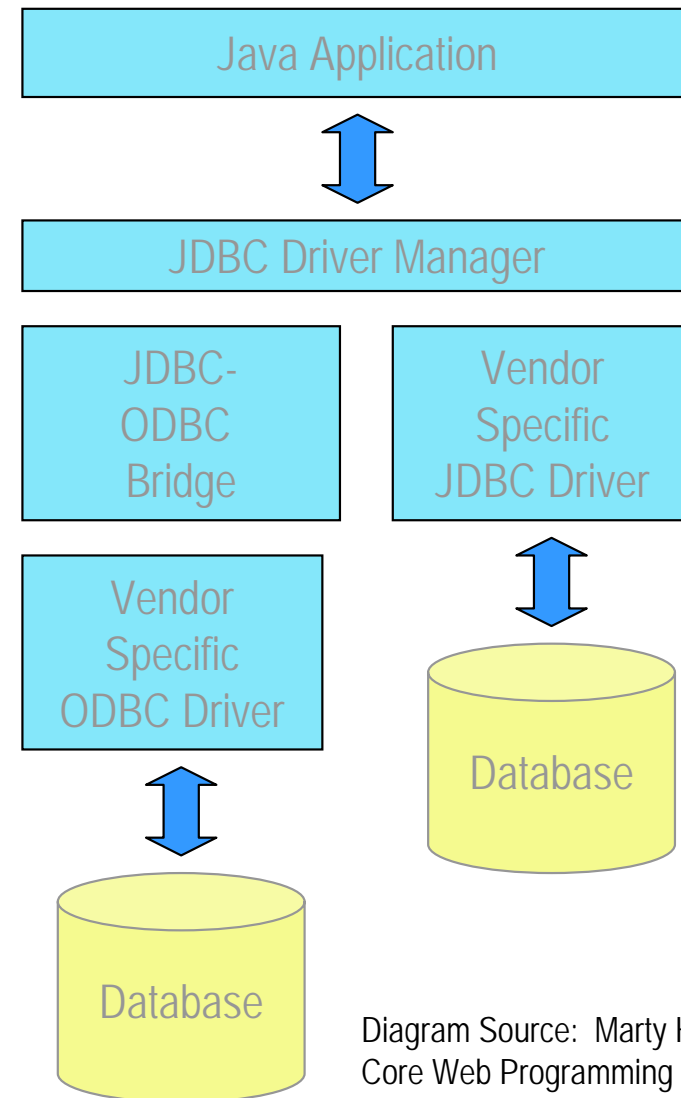 Java Application
JDBC Driver Manager
JDBC-
ODBC
Bridge
Vendor
Specific
JDBC Driver
Vendor
Specific
ODBC Driver
Database
Database
Diagram Source: Marty
Core Web Programming